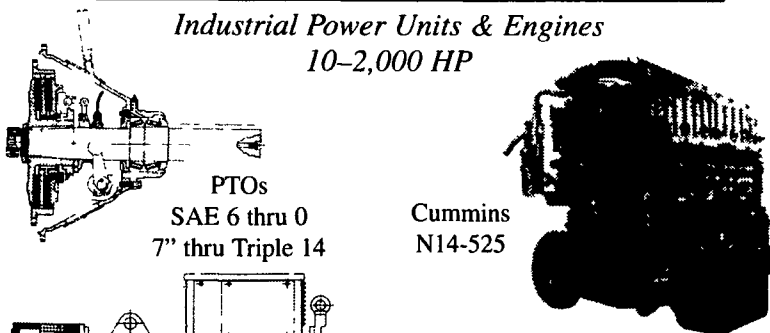 Industrial Power Units & Engines
10–2,000 HP
PTOs
SAE 6 thru 0
7" thru Triple 14
Cummins
N14-525